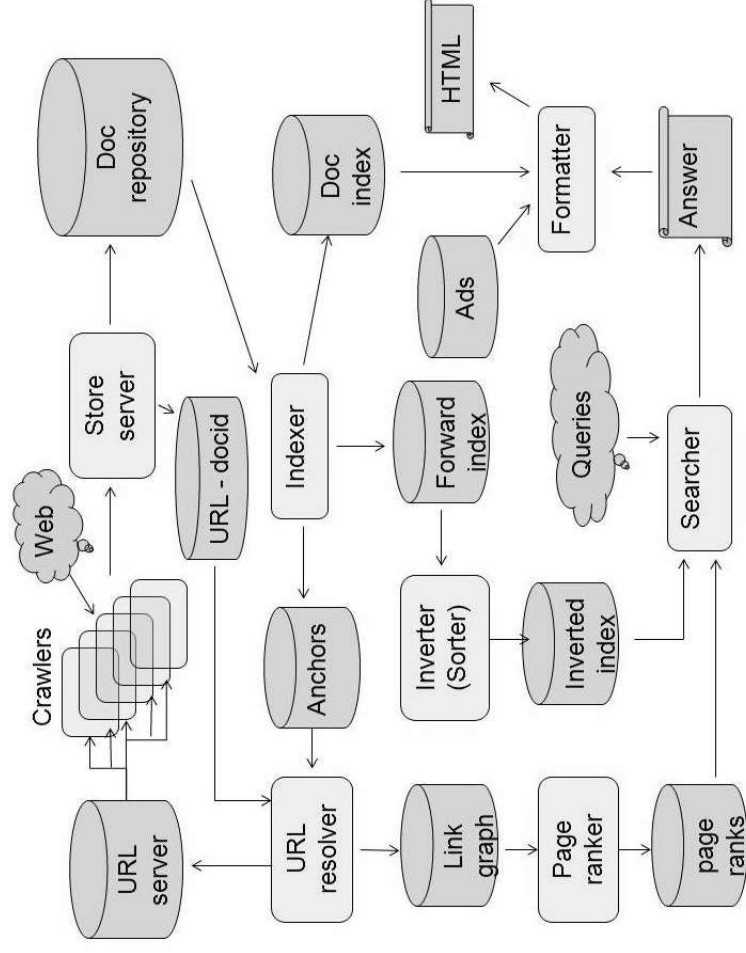 URL
server
Crawlers
Web
Store
server
Doc
repository
URL - docid
URL
resolver
Anchors
Indexer
Doc
index
HTML
Link
graph
Inverter
(Sorter)
Forward
index
Ads
Formatter
Page
ranker
Inverted
index
Queries
page
ranks
Searcher
Answer